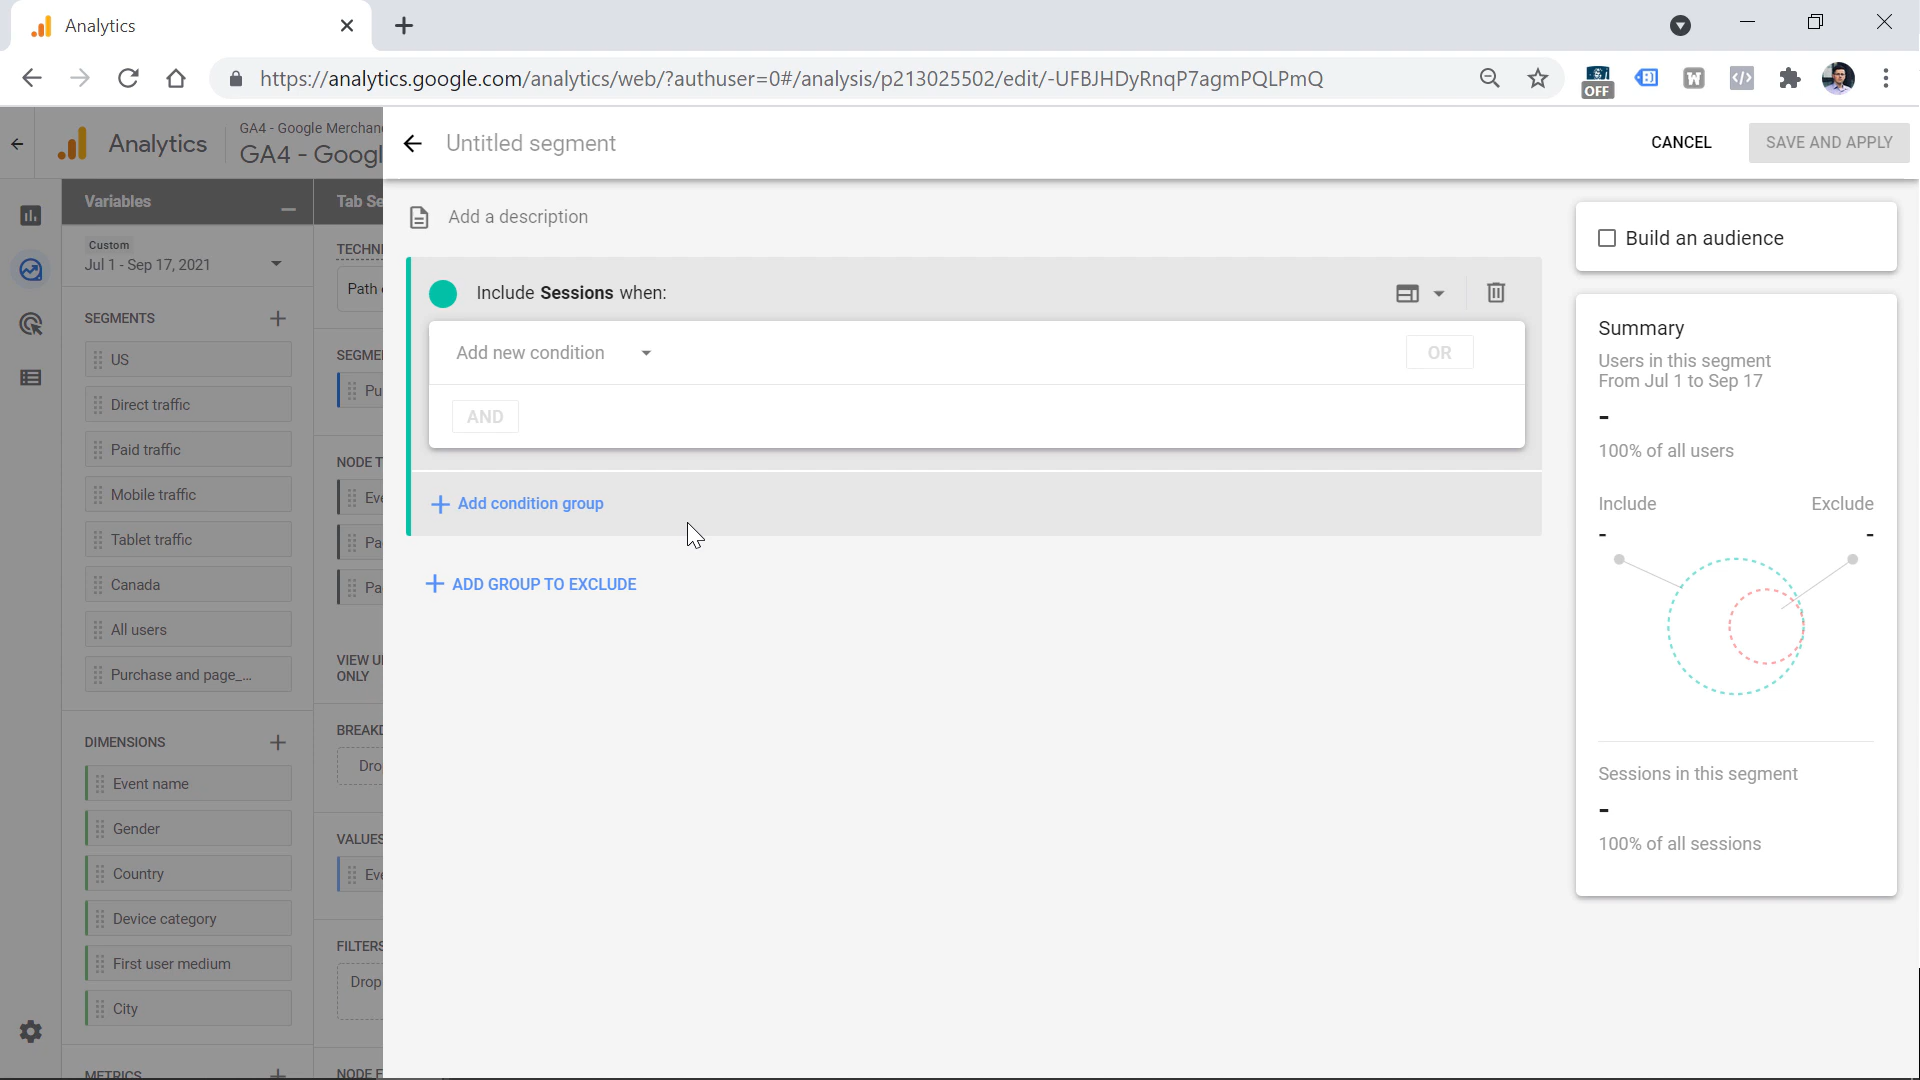 Analytics
https://analytics.google.com/analytics/web/?authuser=0#/analysis/p213025502/edit/-UFBJHDyRnqP7agmPQLPmQ
OFF
W
Analytics
GA4 - Google Merchan
GA4 - Googl
Untitled segment
CANCEL
SAVE AND APPLY
Variables
Custom
Jul 1 - Sep 17, 2021
SEGMENTS
US
Direct traffic
Paid traffic
Mobile traffic
Tablet traffic
Canada
All users
Purchase and page_...
DIMENSIONS
Event name
Gender
Country
Device category
First user medium
City
METRICS
Tab Se
TECHNI
Path
SEGME
Pu
NODE T
Eve
Pa
Pa
VIEW U
ONLY
BREAKD
Dro
VALUES
Eve
FILTERS
Drop
NODE F
Add a description
Include Sessions when:
Add new condition
OR
AND
Add condition group
ADD GROUP TO EXCLUDE
Build an audience
Summary
Users in this segment
From Jul 1 to Sep 17
-
100% of all users
Include Exclude
- -
Sessions in this segment
-
100% of all sessions